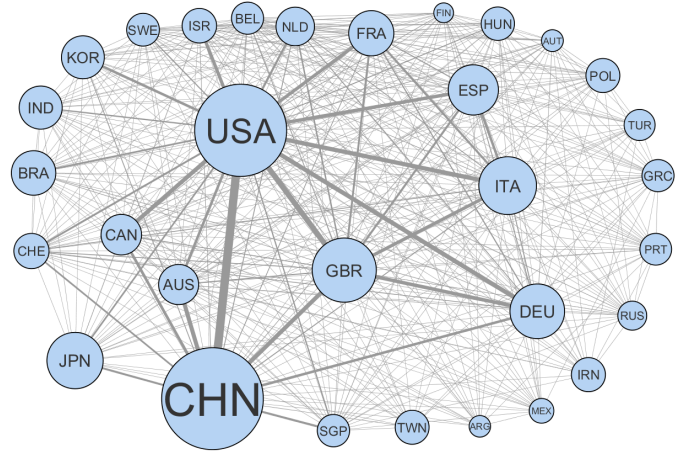 FIN
SWE
ISR
BEL
NLD
FRA
HUN
AUT
KOR
POL
ESP
IND
USA
TUR
BRA
ITA
GRC
CAN
CHE
PRT
GBR
AUS
DEU
RUS
JPN
IRN
CHN
MEX
SGP
TWN
ARG